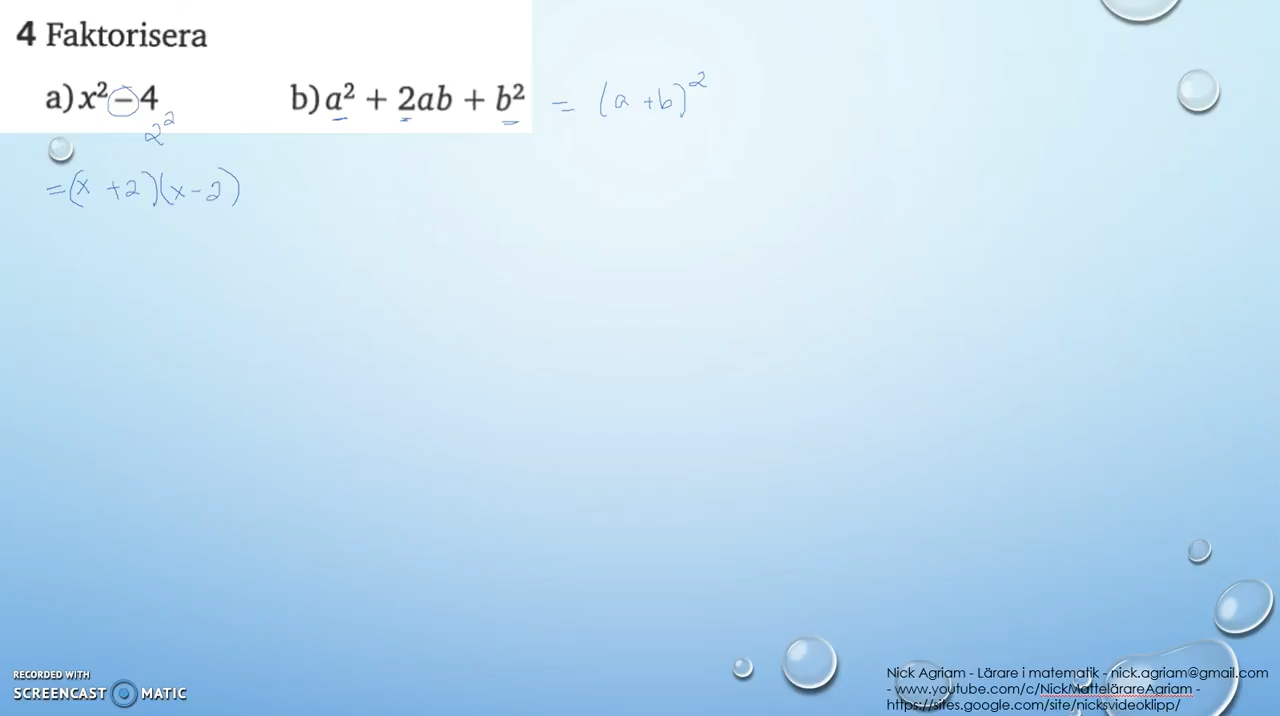 4 Faktorisera
a) x² − 4
b) a² + 2ab + b² = (a + b)²
2²
= (x + 2)(x − 2)
RECORDED WITH
SCREENCAST MATIC
Nick Agriam - Lärare i matematik - nick.agriam@gmail.com
- www.youtube.com/c/NickMattelärareAgriam -
https://sites.google.com/site/nicksvideoklipp/